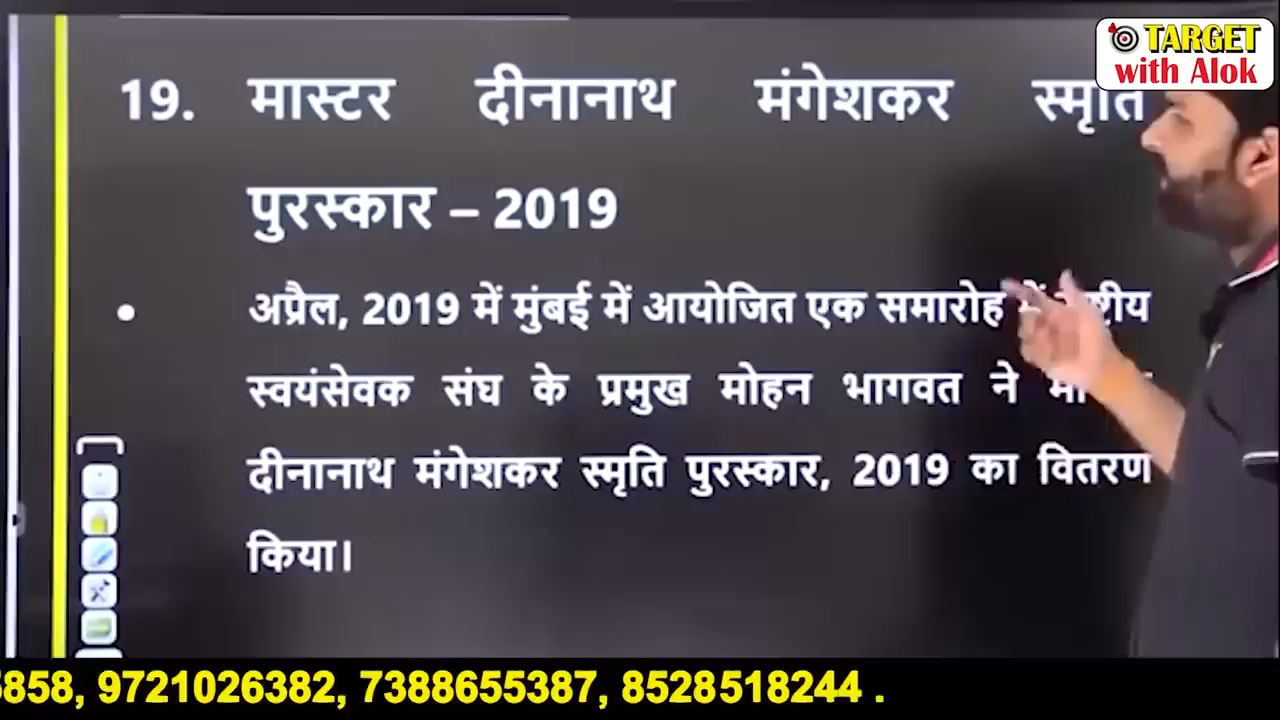 TARGET
with Alok
19. मास्टर दीनानाथ मंगेशकर स्मृति
पुरस्कार – 2019
• अप्रैल, 2019 में मुंबई में आयोजित एक समारोह में
स्वयंसेवक संघ के प्रमुख मोहन भागवत ने
दीनानाथ मंगेशकर स्मृति पुरस्कार, 2019 का वितरण
किया।
5858, 9721026382, 7388655387, 8528518244 .